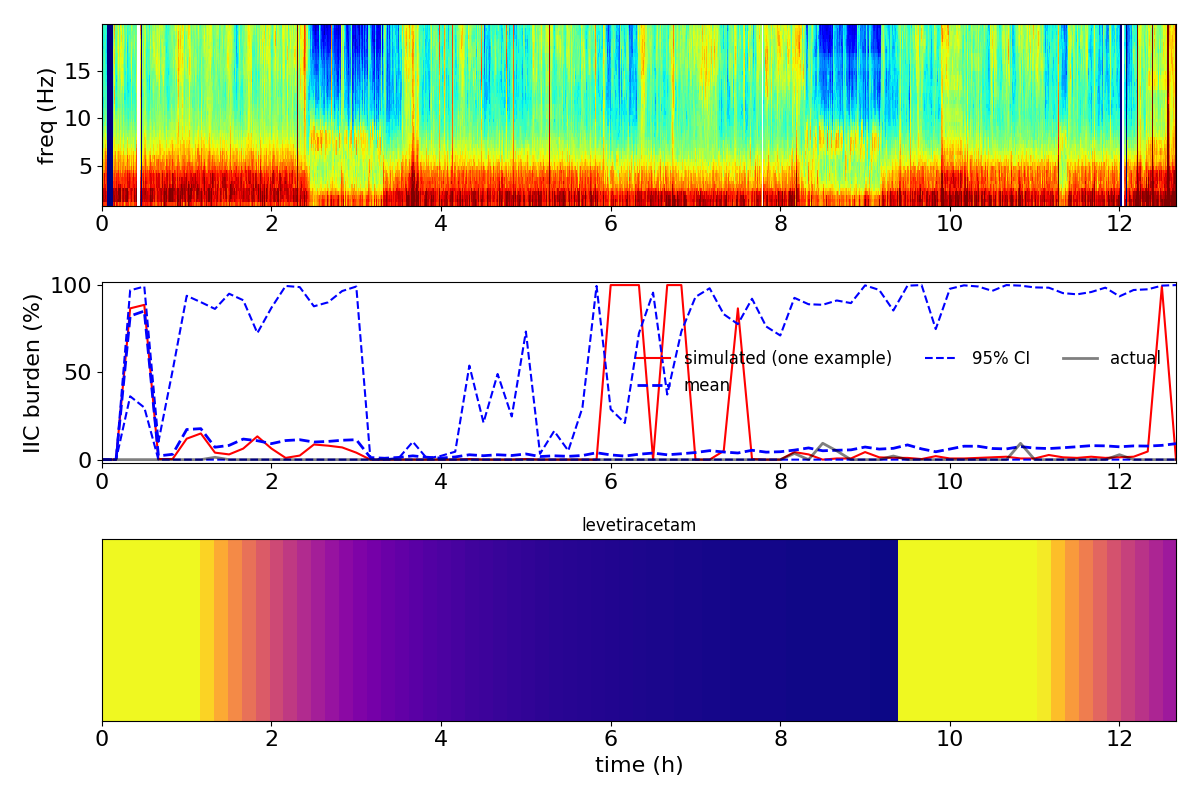 freq (Hz)
15
10
5
0 2 4 6 8 10 12
IIC burden (%)
100
50
0
simulated (one example) 95% CI actual
mean
0 2 4 6 8 10 12
levetiracetam
0 2 4 6 8 10 12
time (h)